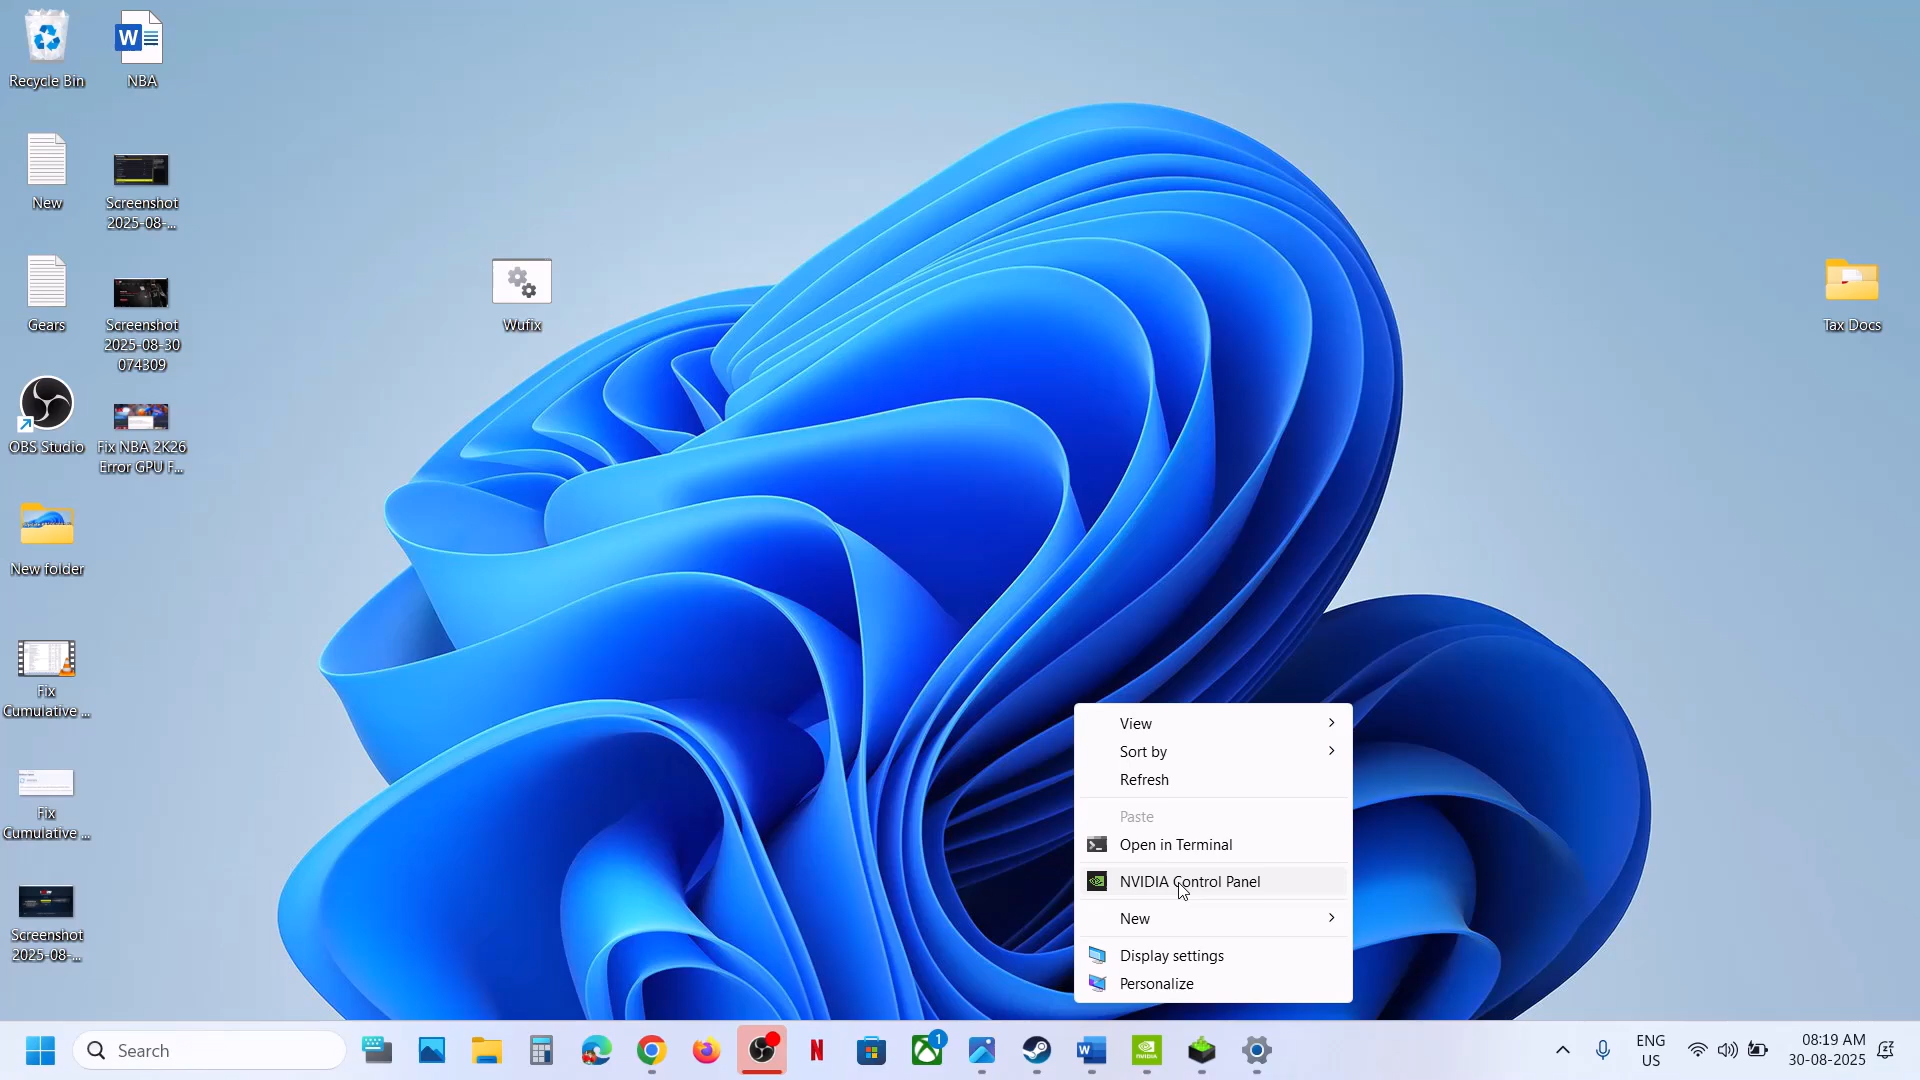 Recycle Bin
NBA
New
Screenshot
2025-08-...
Gears
Screenshot
2025-08-30
074309
OBS Studio
Fix NBA 2K26
Error GPU F...
New folder
Fix
Cumulative ...
Fix
Cumulative ...
Screenshot
2025-08-...
Wufix
Tax Docs
View
Sort by
Refresh
Paste
Open in Terminal
NVIDIA Control Panel
New
Display settings
Personalize
Search
1
ENG
US
08:19 AM
30-08-2025